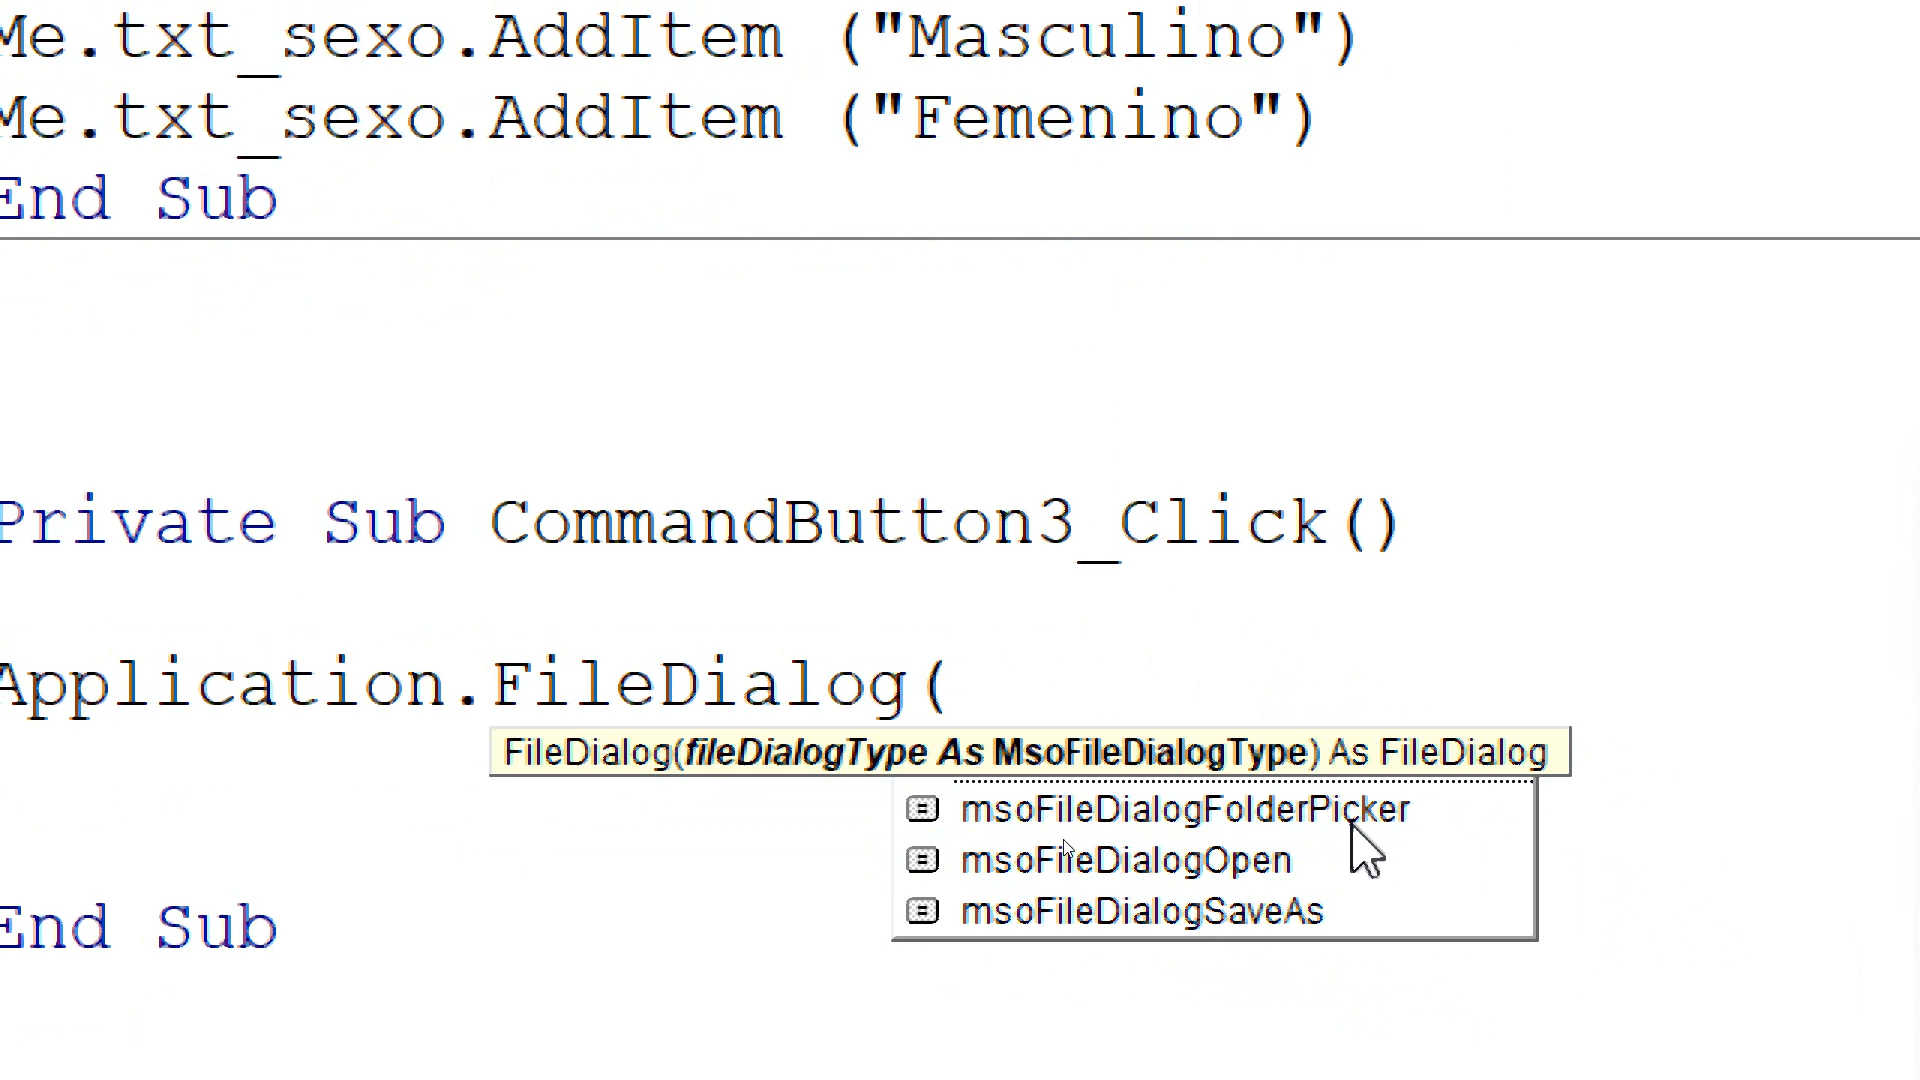 Me.txt_sexo.AddItem ("Masculino")
Me.txt_sexo.AddItem ("Femenino")
End Sub
Private Sub CommandButton3_Click()
Application.FileDialog(
FileDialog(fileDialogType As MsoFileDialogType) As FileDialog
msoFileDialogFolderPicker
msoFileDialogOpen
msoFileDialogSaveAs
End Sub